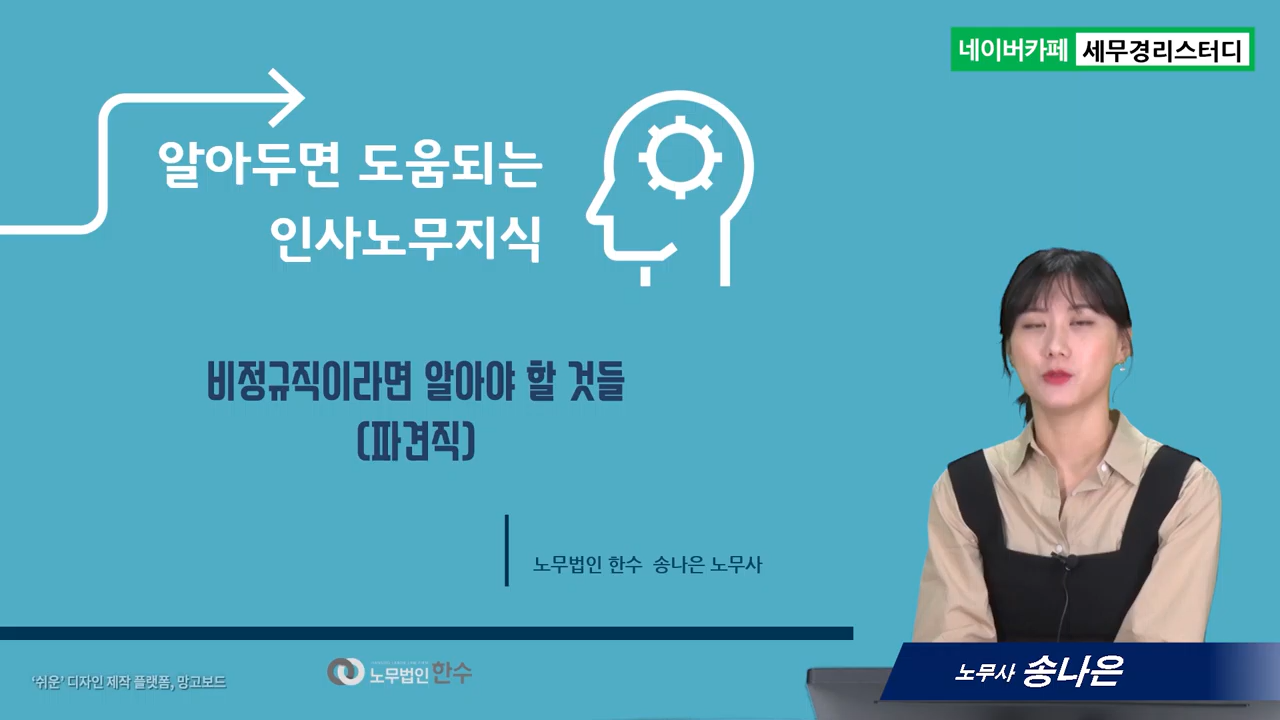 네이버카페 세무경리스터디
알아두면 도움되는
인사노무지식
비정규직이라면 알아야 할 것들
(파견직)
노무법인 한수 송나은 노무사
'쉬운' 디자인 제작 플랫폼, 망고보드
노무법인 한수
노무사 송나은